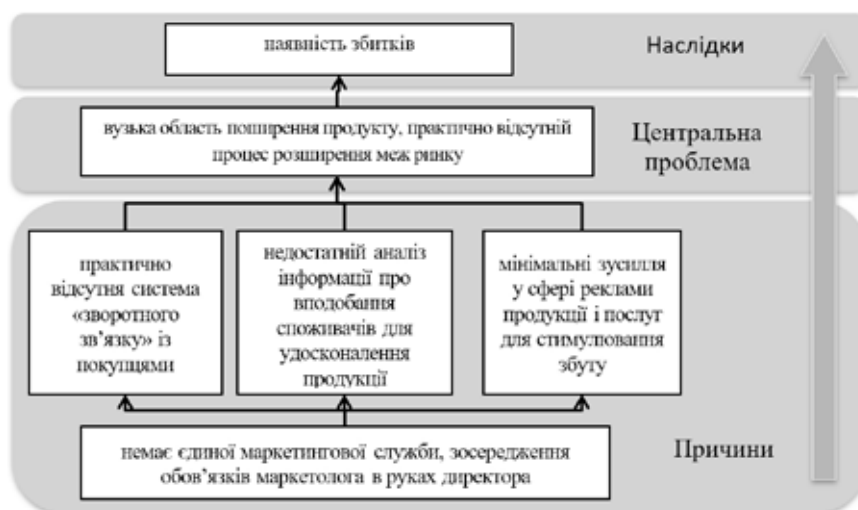 наявність збитків
Наслідки
вузька область поширення продукту, практично відсутній
процес розширення меж ринку
Центральна
проблема
практично
відсутня система
«зворотного
зв’язку» із
покупцями
недостатній аналіз
інформації про
вподобання
споживачів для
удосконалення
продукції
мінімальні зусилля
у сфері реклами
продукції і послуг
для стимулювання
збуту
немає єдиної маркетингової служби, зосередження
обов’язків маркетолога в руках директора
Причини